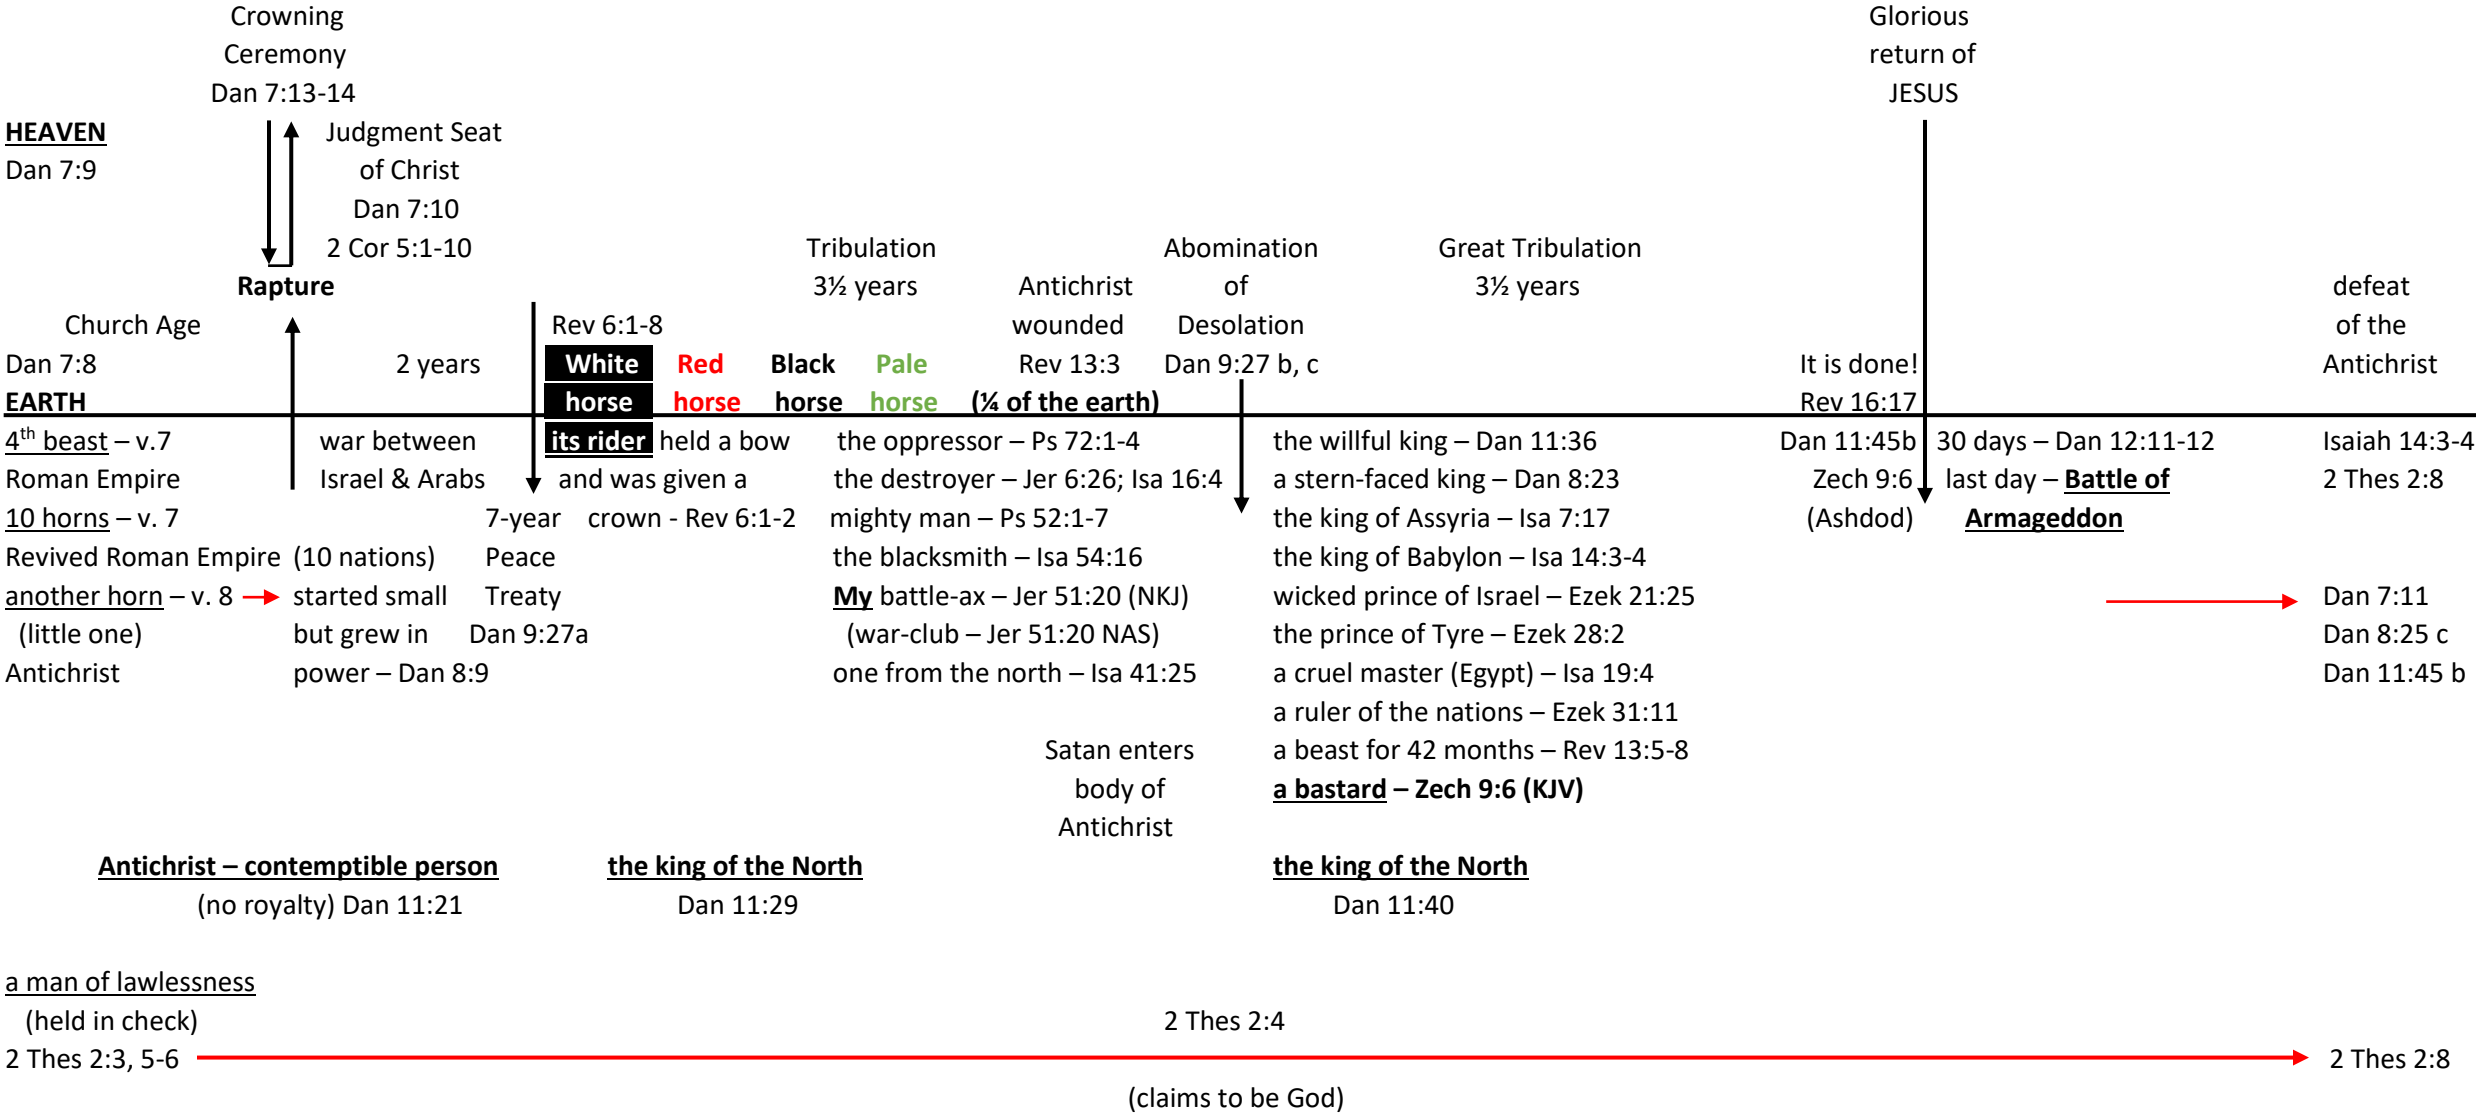 Crowning Glorious
Ceremony return of
Dan 7:13-14 JESUS
HEAVEN Judgment Seat
Dan 7:9 of Christ
Dan 7:10
2 Cor 5:1-10 Tribulation Abomination Great Tribulation
Rapture 3½ years Antichrist of 3½ years defeat
Church Age Rev 6:1-8 wounded Desolation of the
Dan 7:8 2 years White Red Black Pale Rev 13:3 Dan 9:27 b, c It is done! Antichrist
EARTH horse horse horse horse (¼ of the earth) Rev 16:17
4th beast – v.7 war between its rider held a bow the oppressor – Ps 72:1-4 the willful king – Dan 11:36 Dan 11:45b 30 days – Dan 12:11-12 Isaiah 14:3-4
Roman Empire Israel & Arabs and was given a the destroyer – Jer 6:26; Isa 16:4 a stern-faced king – Dan 8:23 Zech 9:6 last day – Battle of 2 Thes 2:8
10 horns – v. 7 7-year crown - Rev 6:1-2 mighty man – Ps 52:1-7 the king of Assyria – Isa 7:17 (Ashdod) Armageddon
Revived Roman Empire (10 nations) Peace the blacksmith – Isa 54:16 the king of Babylon – Isa 14:3-4
another horn – v. 8 started small Treaty My battle-ax – Jer 51:20 (NKJ) wicked prince of Israel – Ezek 21:25 Dan 7:11
(little one) but grew in Dan 9:27a (war-club – Jer 51:20 NAS) the prince of Tyre – Ezek 28:2 Dan 8:25 c
Antichrist power – Dan 8:9 one from the north – Isa 41:25 a cruel master (Egypt) – Isa 19:4 Dan 11:45 b
a ruler of the nations – Ezek 31:11
Satan enters a beast for 42 months – Rev 13:5-8
body of a bastard – Zech 9:6 (KJV)
Antichrist
Antichrist – contemptible person the king of the North the king of the North
(no royalty) Dan 11:21 Dan 11:29 Dan 11:40
a man of lawlessness
(held in check) 2 Thes 2:4
2 Thes 2:3, 5-6 2 Thes 2:8
(claims to be God)